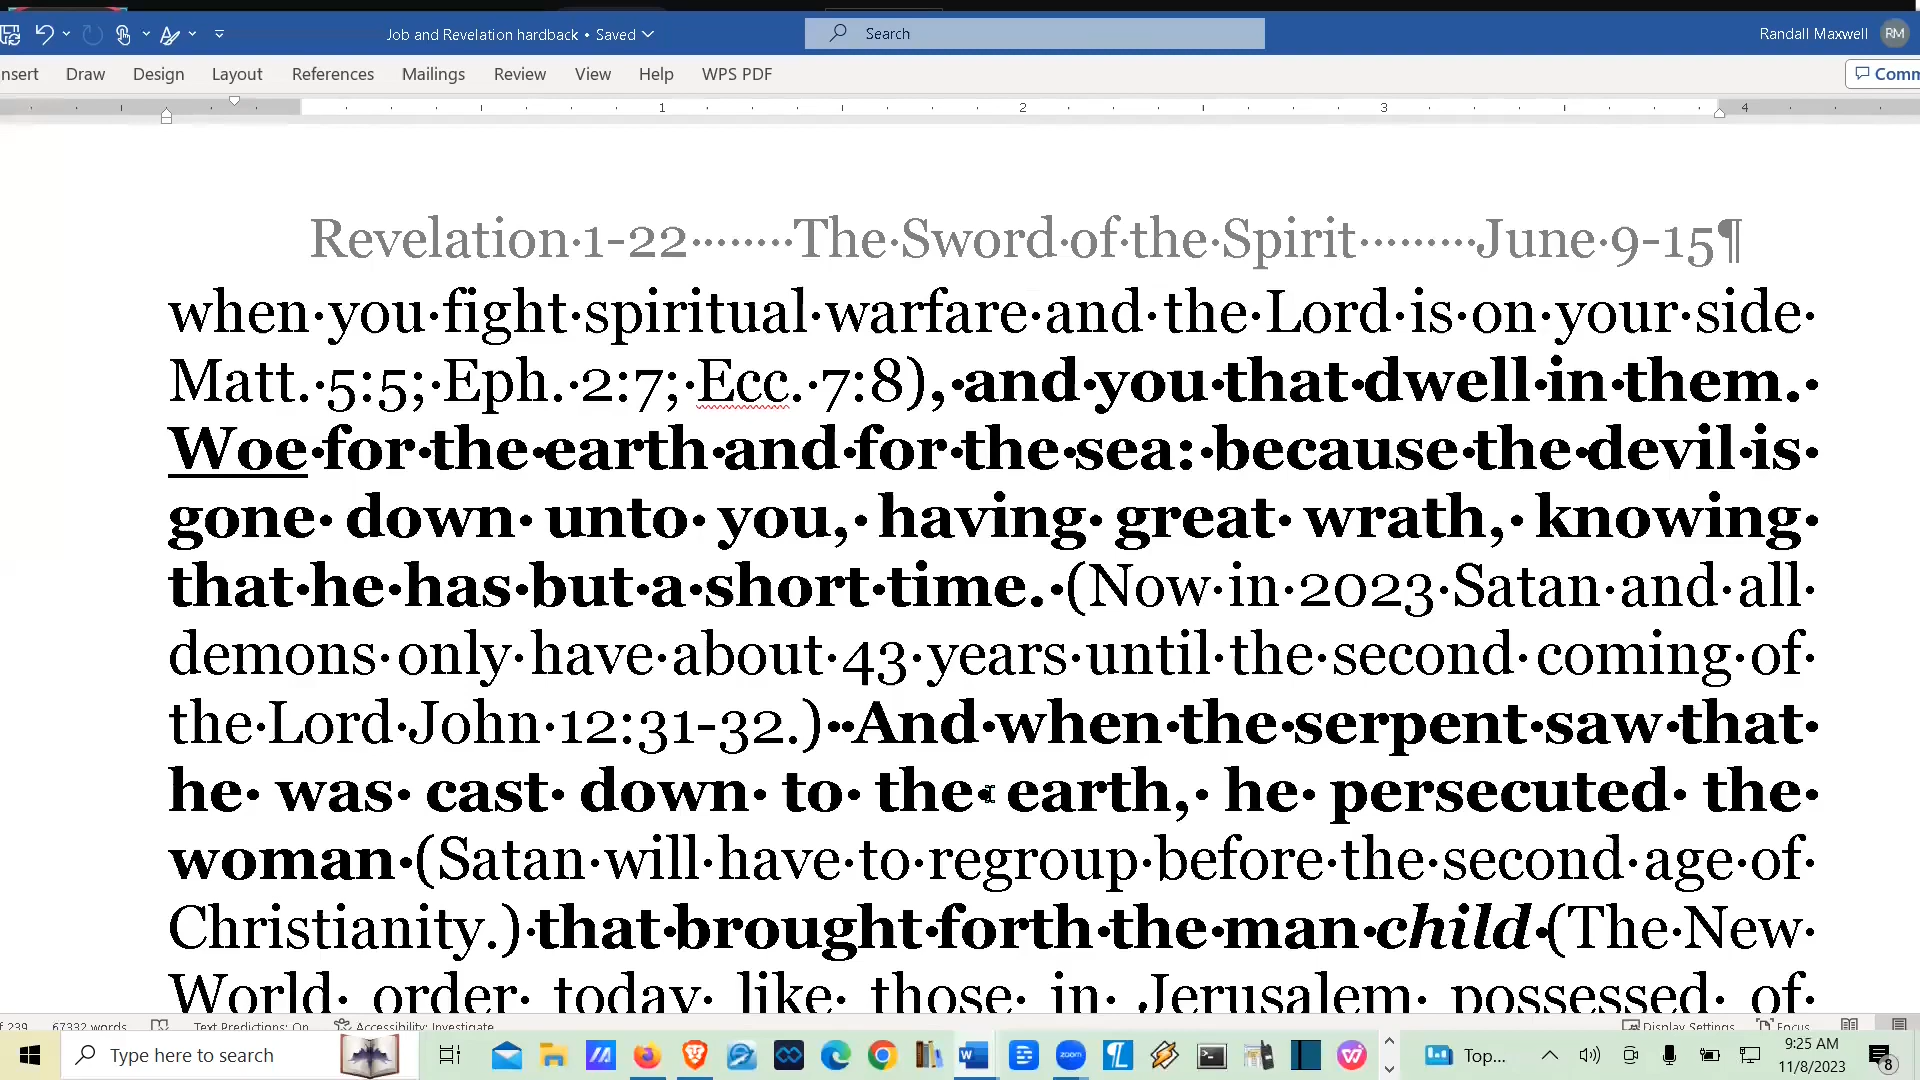 Job and Revelation hardback • Saved
Search
Randall Maxwell RM
nsert Draw Design Layout References Mailings Review View Help WPS PDF Comm
1 2 3 4
Revelation·1-22········The·Sword·of·the·Spirit·········June·9-15¶
when·you·fight·spiritual·warfare·and·the·Lord·is·on·your·side·
Matt.·5:5;·Eph.·2:7;·Ecc.·7:8),·and·you·that·dwell·in·them.·
Woe·for·the·earth·and·for·the·sea:·because·the·devil·is·
gone·down·unto·you,·having·great·wrath,·knowing·
that·he·has·but·a·short·time.·(Now·in·2023·Satan·and·all·
demons·only·have·about·43·years·until·the·second·coming·of·
the·Lord·John·12:31-32.)··And·when·the·serpent·saw·that·
he·was·cast·down·to·the·earth,·he·persecuted·the·
woman·(Satan·will·have·to·regroup·before·the·second·age·of·
Christianity.)·that·brought·forth·the·man·child·(The·New·
World·order·today·like·those·in·Jerusalem·possessed·of·
f 239 67332 words Text Predictions: On Accessibility: Investigate Display Settings Focus
Type here to search zoom Top... 9:25 AM
11/8/2023 8